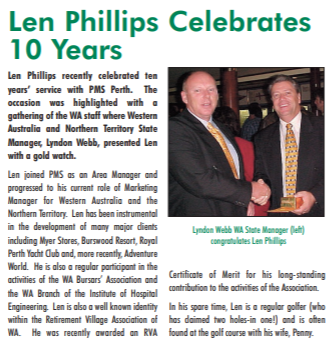 Len Phillips Celebrates
10 Years
Len Phillips recently celebrated ten
years' service with PMS Perth. The
occasion was highlighted with a
gathering of the WA staff where Western
Australia and Northern Territory State
Manager, Lyndon Webb, presented Len
with a gold watch.
Len joined PMS as an Area Manager and
progressed to his current role of Marketing
Manager for Western Australia and the
Northern Territory. Len has been instrumental
in the development of many major clients
including Myer Stores, Burswood Resort, Royal
Perth Yacht Club and, more recently, Adventure
World. He is also a regular participant in the
activities of the WA Bursars' Association and
the WA Branch of the Institute of Hospital
Engineering. Len is also a well known identity
within the Retirement Village Association of
WA. He was recently awarded an RVA
Lyndon Webb WA State Manager (left)
congratulates Len Phillips
Certificate of Merit for his long-standing
contribution to the activities of the Association.
In his spare time, Len is a regular golfer (who
has claimed two holes-in one!) and is often
found at the golf course with his wife, Penny.